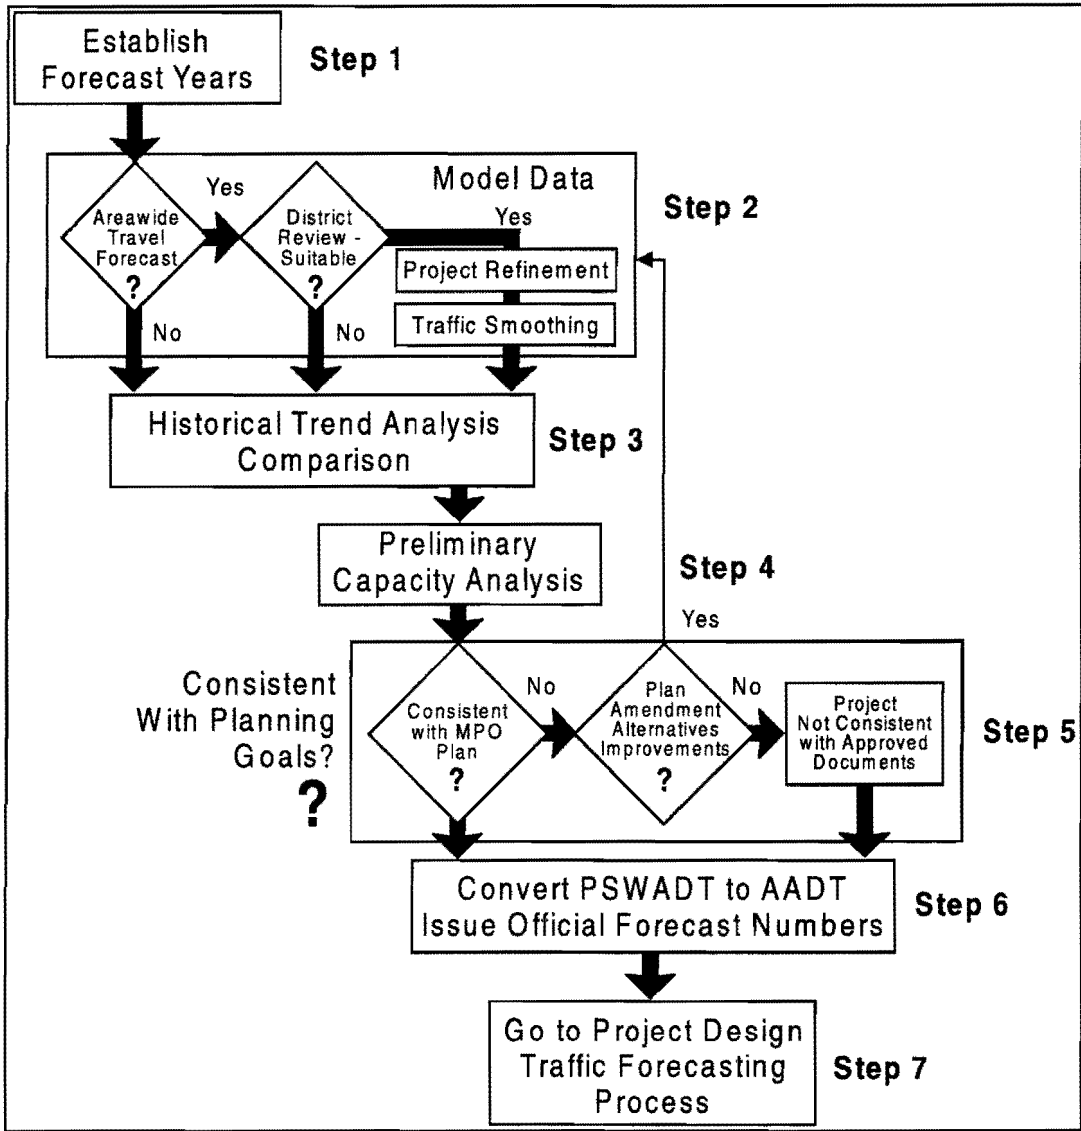 Establish
Forecast Years
Step 1
Model Data
Step 2
Areawide
Travel
Forecast
?
Yes
District
Review -
Suitable
?
Yes
Project Refinement
Traffic Smoothing
No
No
Historical Trend Analysis
Comparison
Step 3
Preliminary
Capacity Analysis
Step 4
Yes
Consistent
With Planning
Goals?
?
Consistent
with MPO
Plan
?
No
Plan
Amendment
Alternatives
Improvements
?
No
Project
Not Consistent
with Approved
Documents
Step 5
Convert PSWADT to AADT
Issue Official Forecast Numbers
Step 6
Go to Project Design
Traffic Forecasting
Process
Step 7